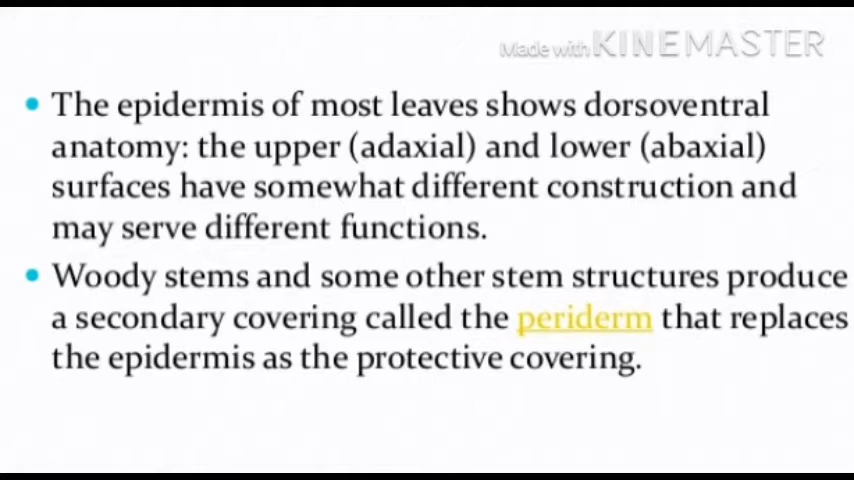 Made with KINEMASTER
• The epidermis of most leaves shows dorsoventral
anatomy: the upper (adaxial) and lower (abaxial)
surfaces have somewhat different construction and
may serve different functions.
• Woody stems and some other stem structures produce
a secondary covering called the periderm that replaces
the epidermis as the protective covering.